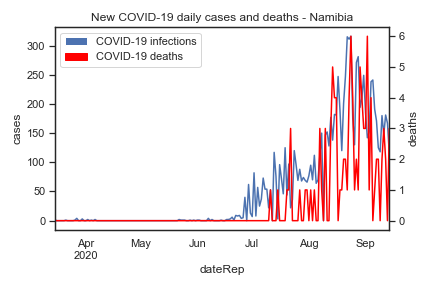 New COVID-19 daily cases and deaths - Namibia
COVID-19 infections
COVID-19 deaths
300
250
200
150
100
50
0
cases
6
5
4
3
2
1
0
deaths
Apr May Jun Jul Aug Sep
2020
dateRep